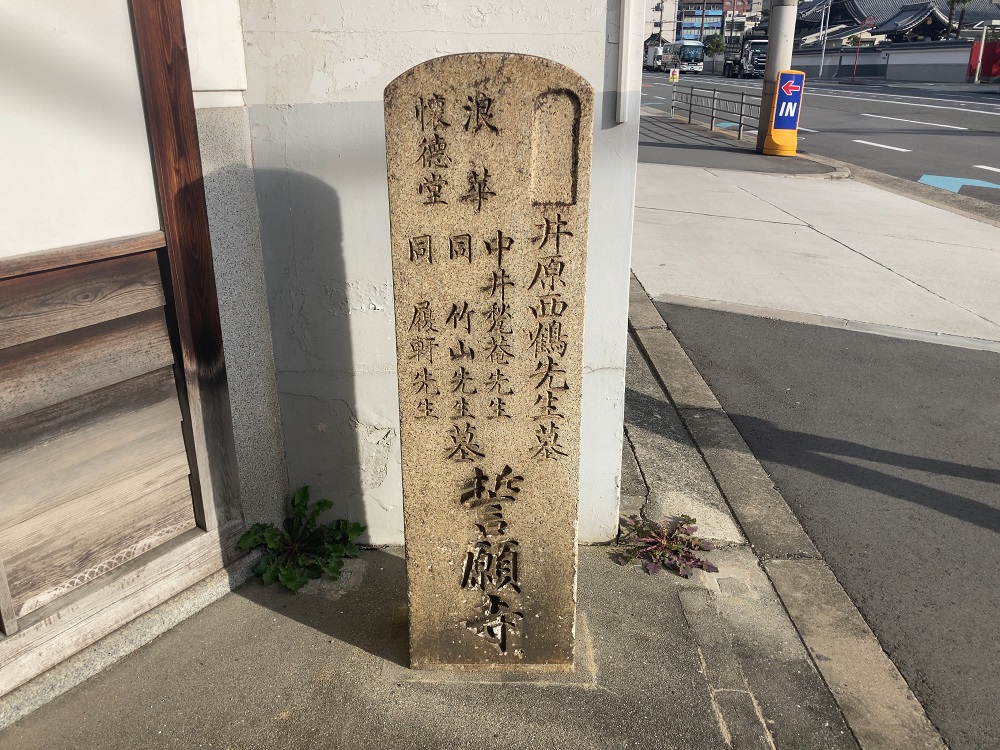 井原西鶴先生墓
浪華
懐徳堂
中井甃菴先生
同 竹山先生墓
同 履軒先生
誓願寺
IN